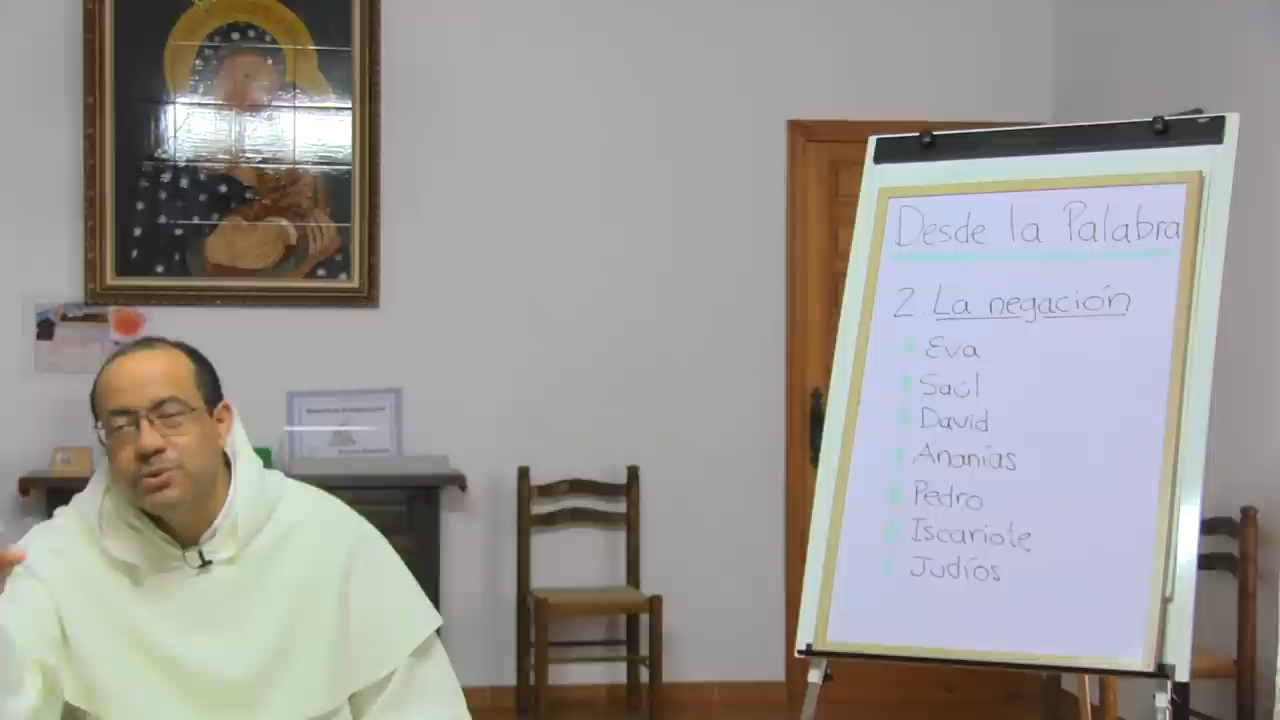 Desde la Palabra
2. La negación
Eva
Saúl
David
Ananías
Pedro
Iscariote
Judíos